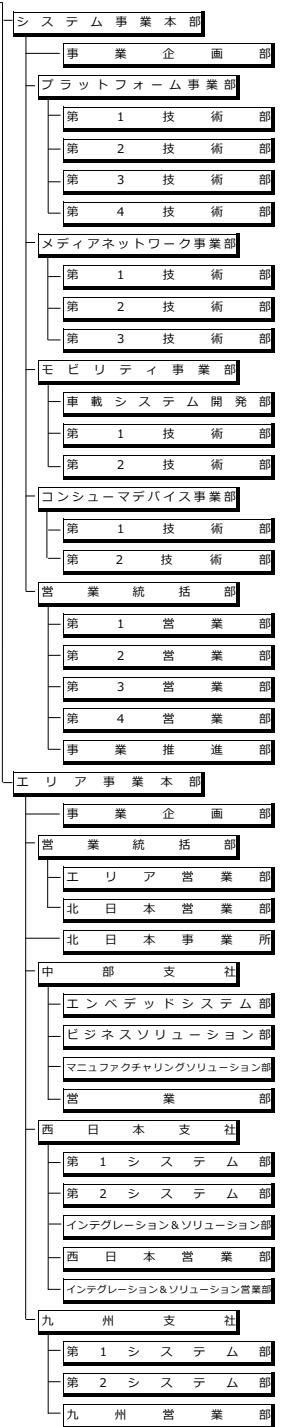 システム事業本部
事業企画部
プラットフォーム事業部
第1技術部
第2技術部
第3技術部
第4技術部
メディアネットワーク事業部
第1技術部
第2技術部
第3技術部
モビリティ事業部
車載システム開発部
第1技術部
第2技術部
コンシューマデバイス事業部
第1技術部
第2技術部
営業統括部
第1営業部
第2営業部
第3営業部
第4営業部
事業推進部
エリア事業本部
事業企画部
営業統括部
エリア営業部
北日本営業部
北日本事業所
中部支社
エンベデッドシステム部
ビジネスソリューション部
マニュファクチャリングソリューション部
営業部
西日本支社
第1システム部
第2システム部
インテグレーション&ソリューション部
西日本営業部
インテグレーション&ソリューション営業部
九州支社
第1システム部
第2システム部
九州営業部